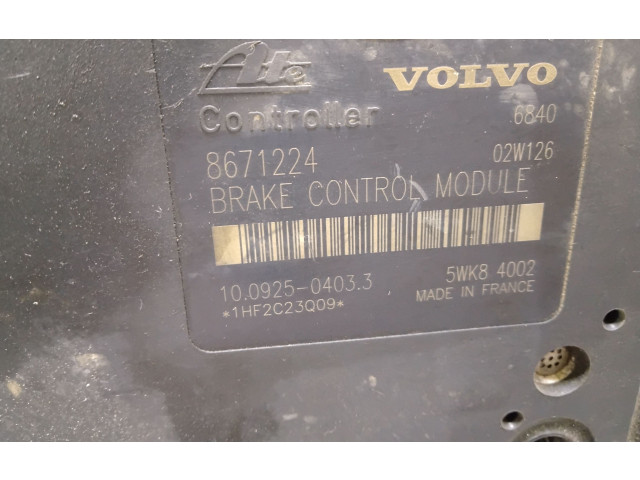 Ate VOLVO
Controller 6840
8671224 02W126
BRAKE CONTROL MODULE
10.0925-0403.3 5WK8 4002
*1HF2C23Q09* MADE IN FRANCE